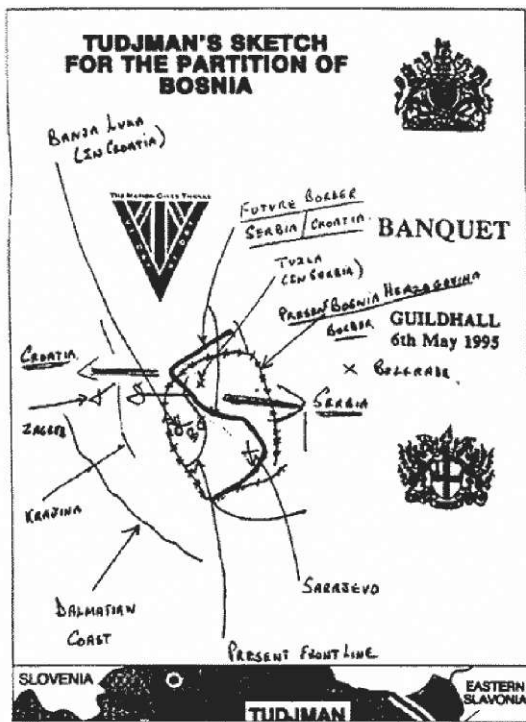 TUDJMAN'S SKETCH
FOR THE PARTITION OF
BOSNIA
BANJA LUKA
(IN CROATIA)
FUTURE BORDER
SERBIA / CROATIA
BANQUET
TUZLA
(IN SERBIA)
PRESENT BOSNIA HERZAGOVINA
BORDER
GUILDHALL
6th May 1995
X BELGRADE
CROATIA
SERBIA
ZAGREB
KRAJINA
DALMATIAN
COAST
SARAJEVO
PRESENT FRONT LINE
SLOVENIA
EASTERN
SLAVONIA
TUDJMAN